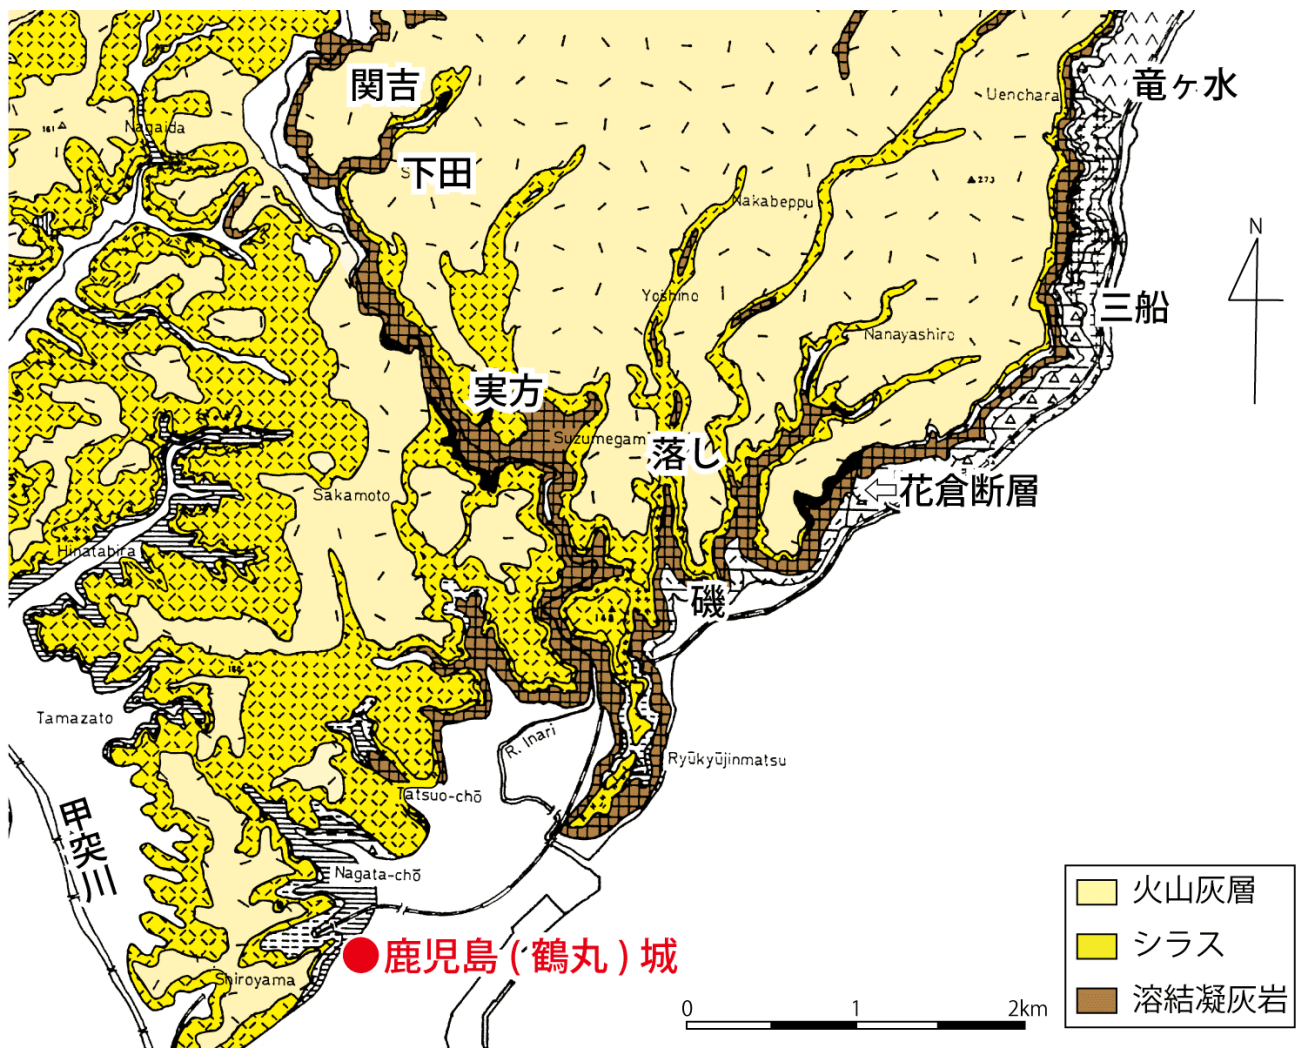 関吉
竜ヶ水
Uenchara
161
Nagaida
下田
273
Nakabeppu
N
Yoshino
三船
Nanayashiro
実方
Suzumegam
落し
Sakamoto
⇦花倉断層
Hinatabira
磯
148
Tamazato
R. Inari
Ryūkyūjinmatsu
Tatsuo-chō
甲突川
Nagata-chō
鹿児島(鶴丸)城
Shiroyama
0 1 2km
火山灰層
シラス
溶結凝灰岩